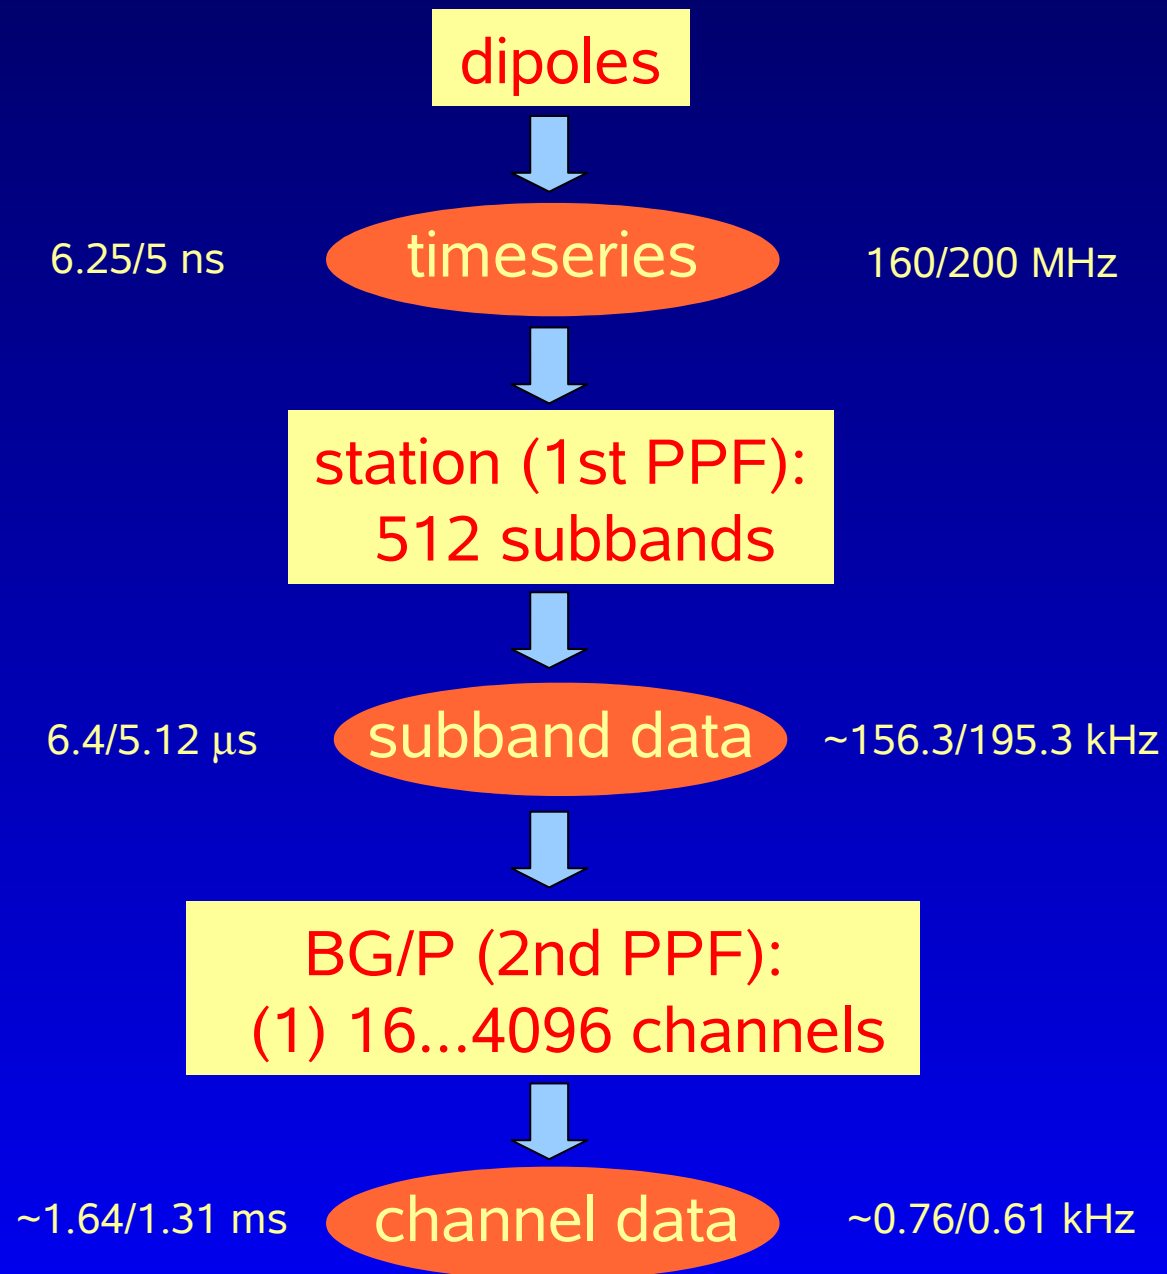 dipoles
6.25/5 ns
timeseries
160/200 MHz
station (1st PPF):
512 subbands
6.4/5.12 μs
subband data
~156.3/195.3 kHz
BG/P (2nd PPF):
(1) 16...4096 channels
~1.64/1.31 ms
channel data
~0.76/0.61 kHz